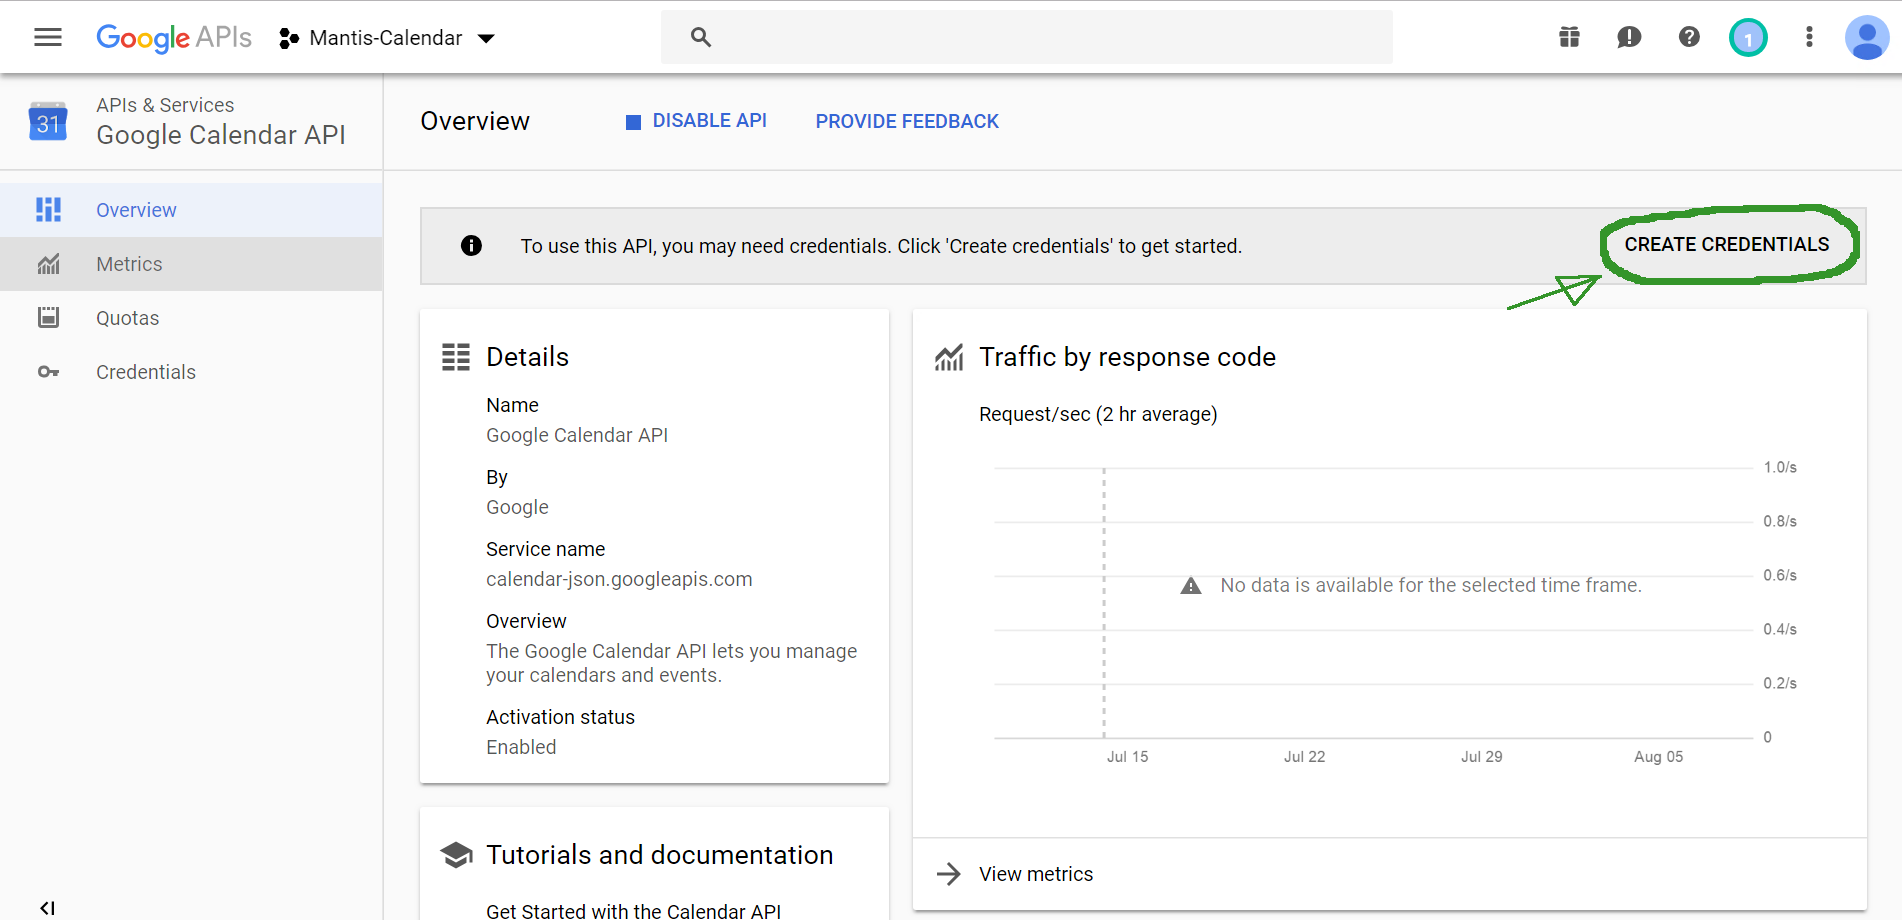 Google APIs
Mantis-Calendar
1
31
APIs & Services
Google Calendar API
Overview
DISABLE API
PROVIDE FEEDBACK
Overview
Metrics
Quotas
Credentials
To use this API, you may need credentials. Click 'Create credentials' to get started.
CREATE CREDENTIALS
Details
Name
Google Calendar API
By
Google
Service name
calendar-json.googleapis.com
Overview
The Google Calendar API lets you manage
your calendars and events.
Activation status
Enabled
Traffic by response code
Request/sec (2 hr average)
1.0/s
0.8/s
0.6/s
No data is available for the selected time frame.
0.4/s
0.2/s
0
Jul 15
Jul 22
Jul 29
Aug 05
View metrics
Tutorials and documentation
Get Started with the Calendar API